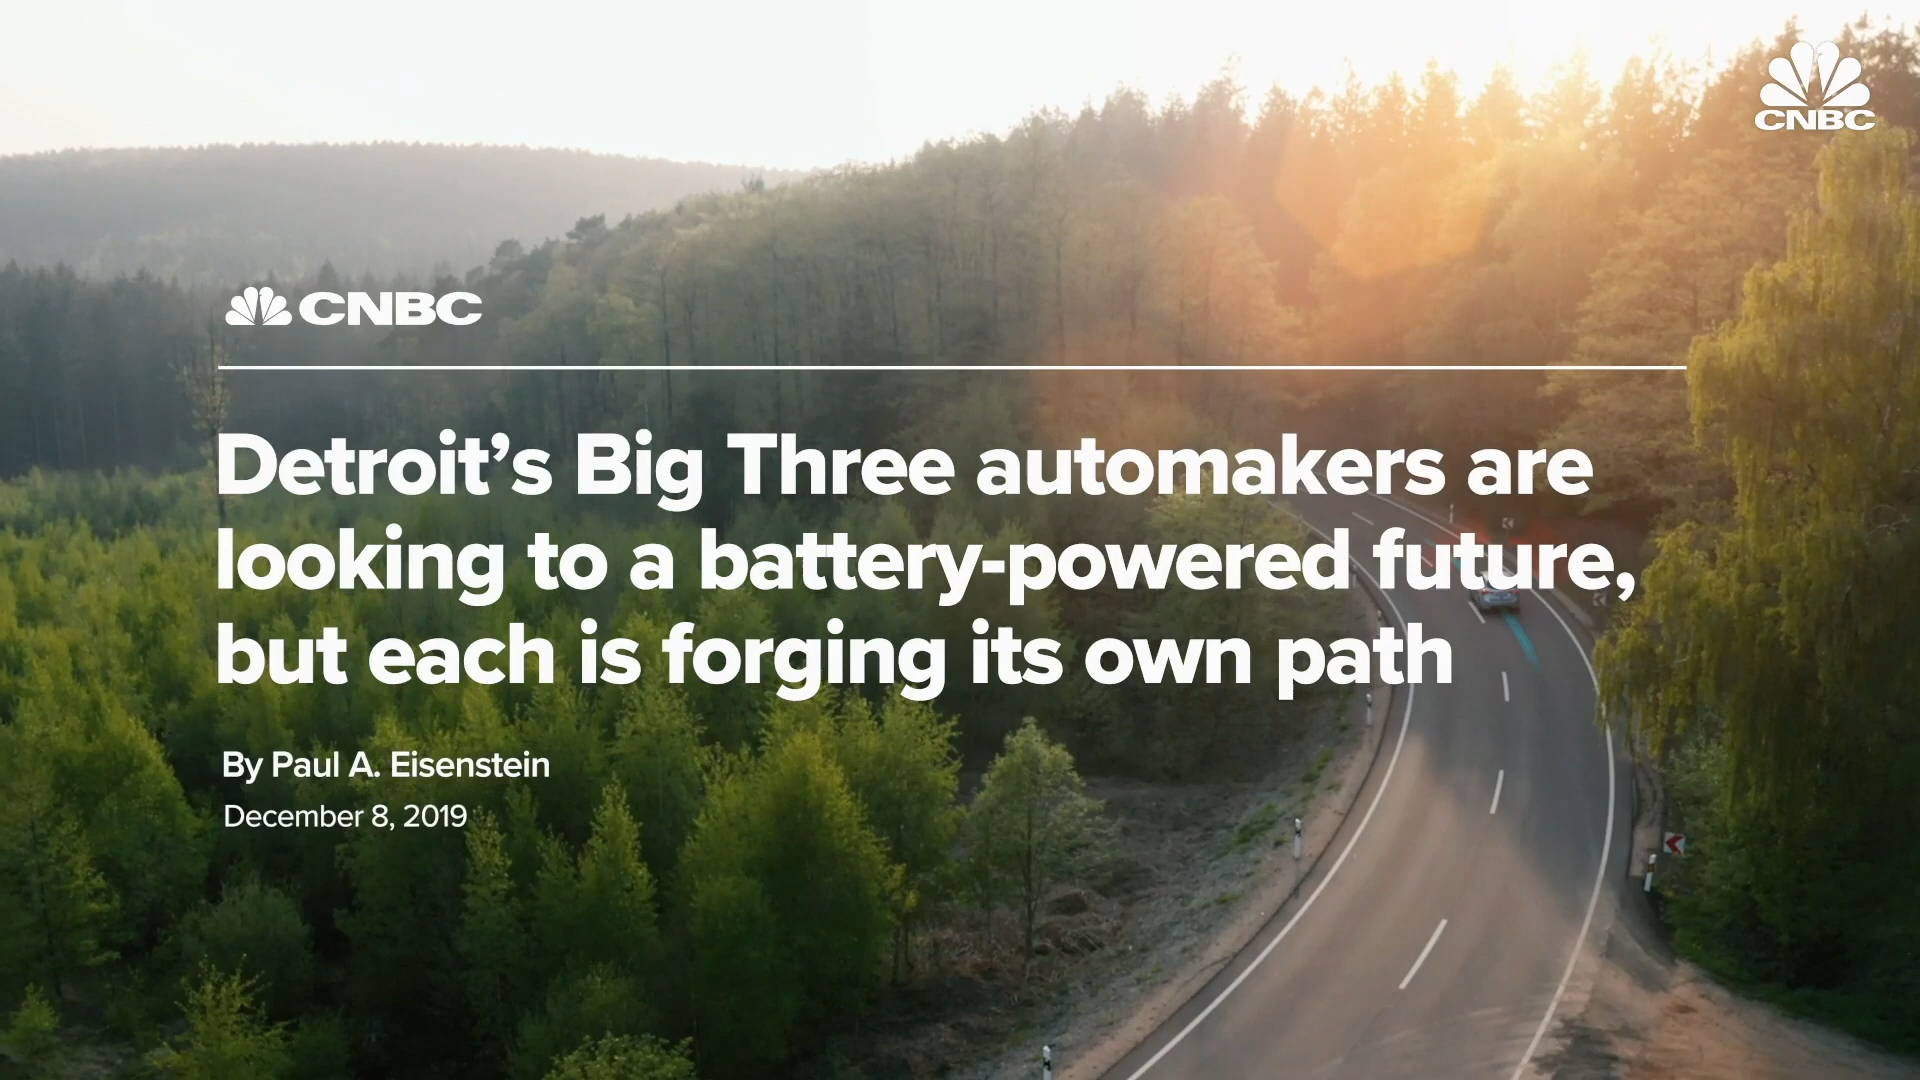 CNBC
CNBC
Detroit’s Big Three automakers are
looking to a battery-powered future,
but each is forging its own path
By Paul A. Eisenstein
December 8, 2019